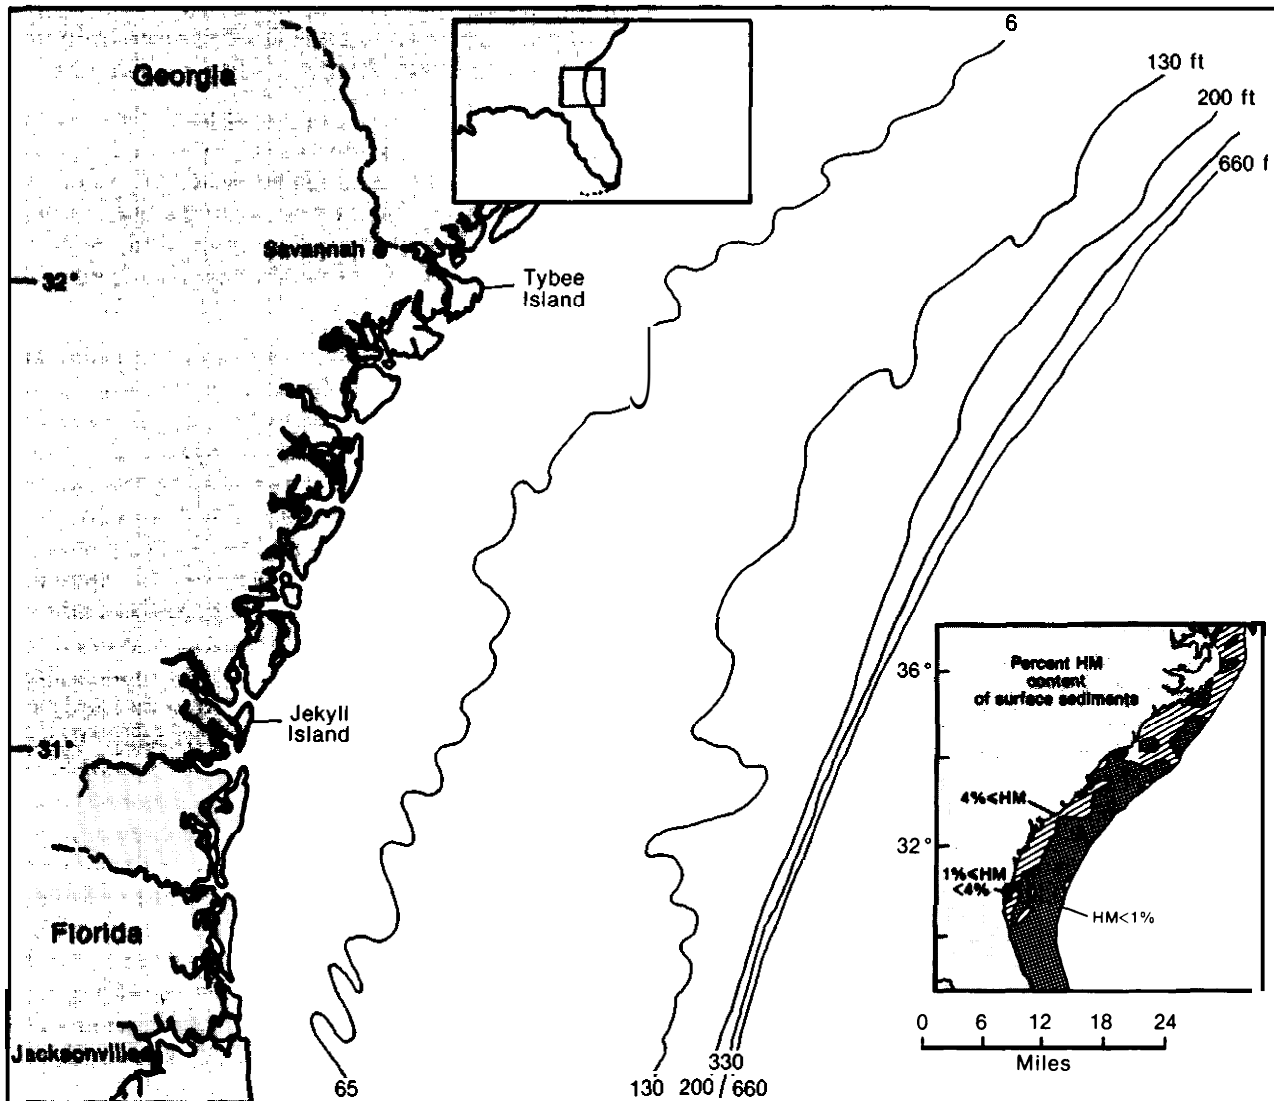 6
130 ft
200 ft
660 f
Georgia
Savannah
32°
Tybee
Island
Jekyll
Island
31°
Florida
Jacksonville
65
130
200
330
660
Percent HM
content
of surface sediments
36°
4%≤HM
32°
1%≤HM
<4%
HM<1%
0 6 12 18 24
Miles